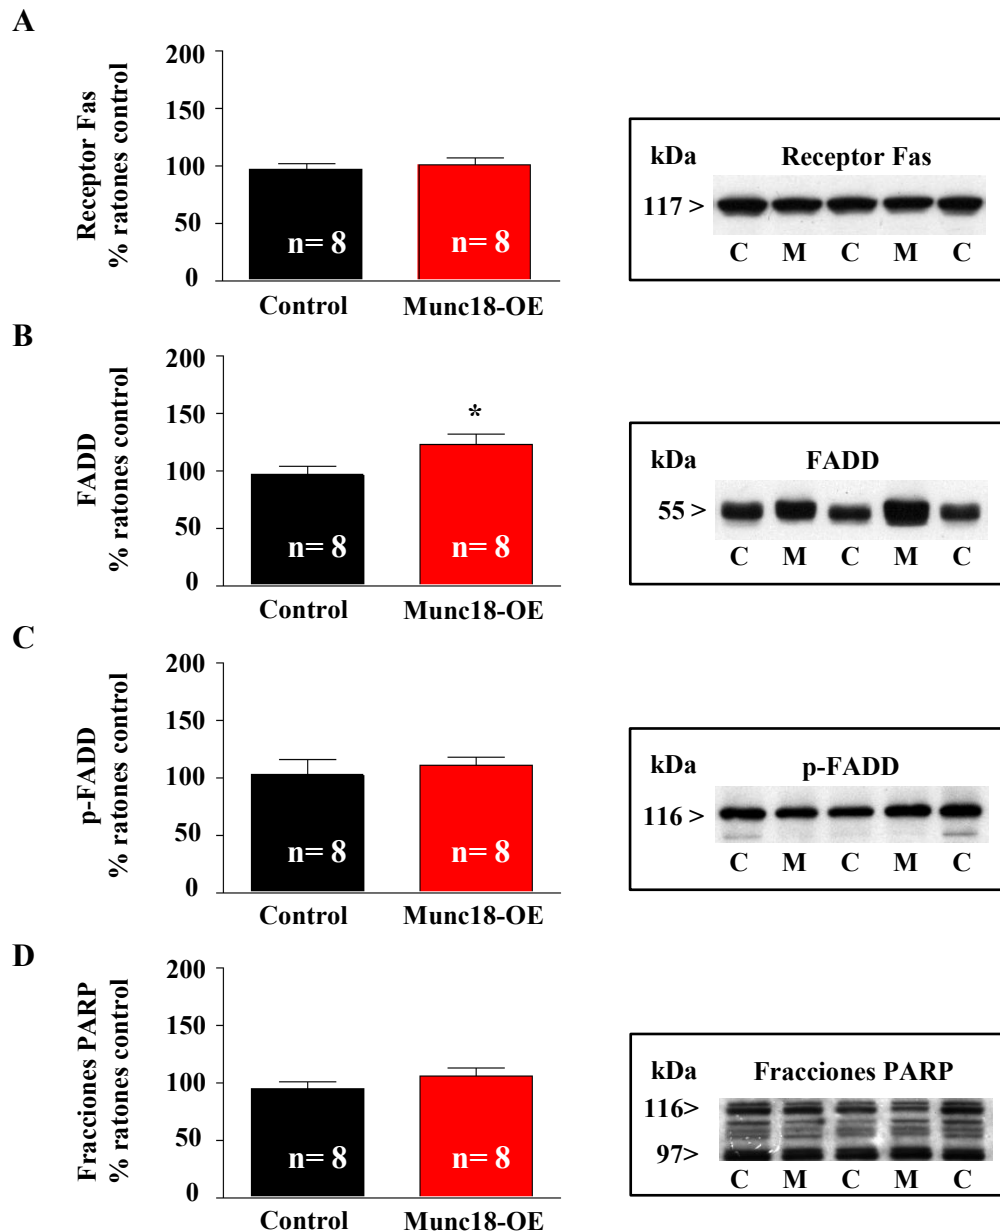 A
Receptor Fas
% ratones control
200
150
100
50
0
n= 8
n= 8
Control
Munc18-OE
kDa
Receptor Fas
117 >
C M C M C
B
FADD
% ratones control
200
150
100
50
0
*
n= 8
n= 8
Control
Munc18-OE
kDa
FADD
55 >
C M C M C
C
p-FADD
% ratones control
200
150
100
50
0
n= 8
n= 8
Control
Munc18-OE
kDa
p-FADD
116 >
C M C M C
D
Fracciones PARP
% ratones control
200
150
100
50
0
n= 8
n= 8
Control
Munc18-OE
kDa
Fracciones PARP
116>
97>
C M C M C